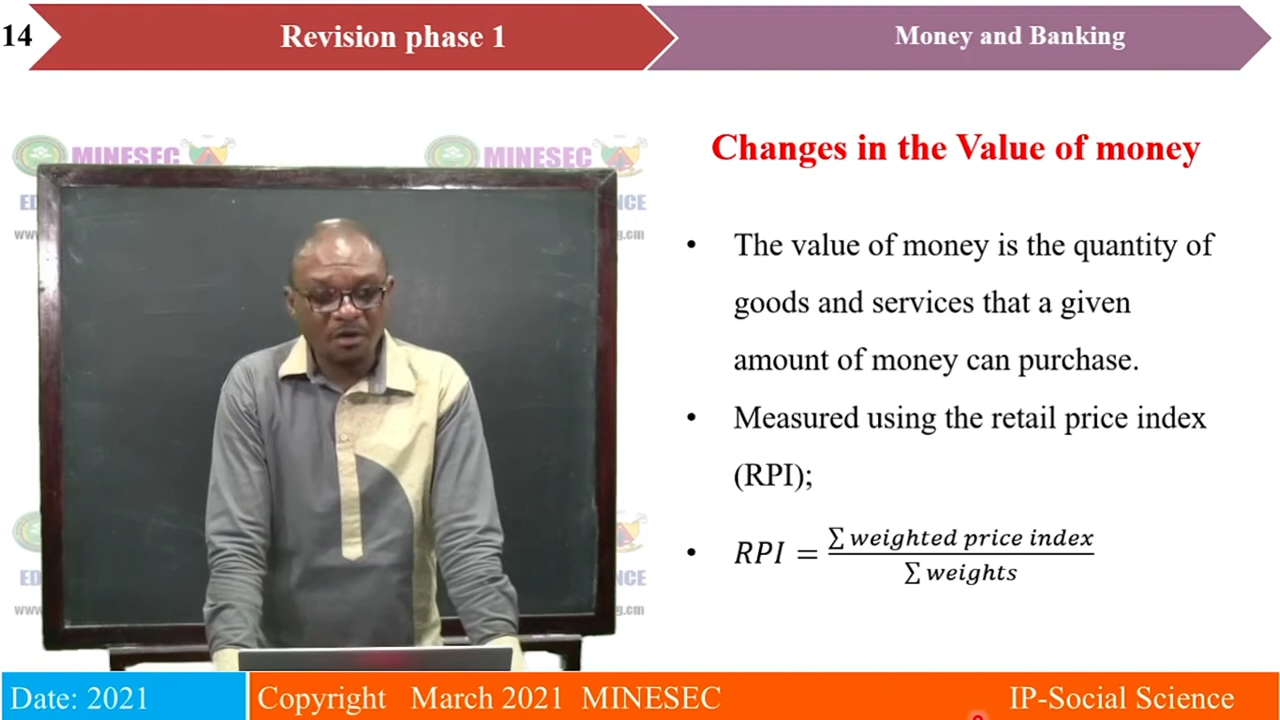 14
Revision phase 1
Money and Banking
MINESEC
MINESEC
Changes in the Value of money
• The value of money is the quantity of
goods and services that a given
amount of money can purchase.
• Measured using the retail price index
(RPI);
• RPI = ∑ weighted price index / ∑ weights
Date: 2021
Copyright March 2021 MINESEC
IP-Social Science